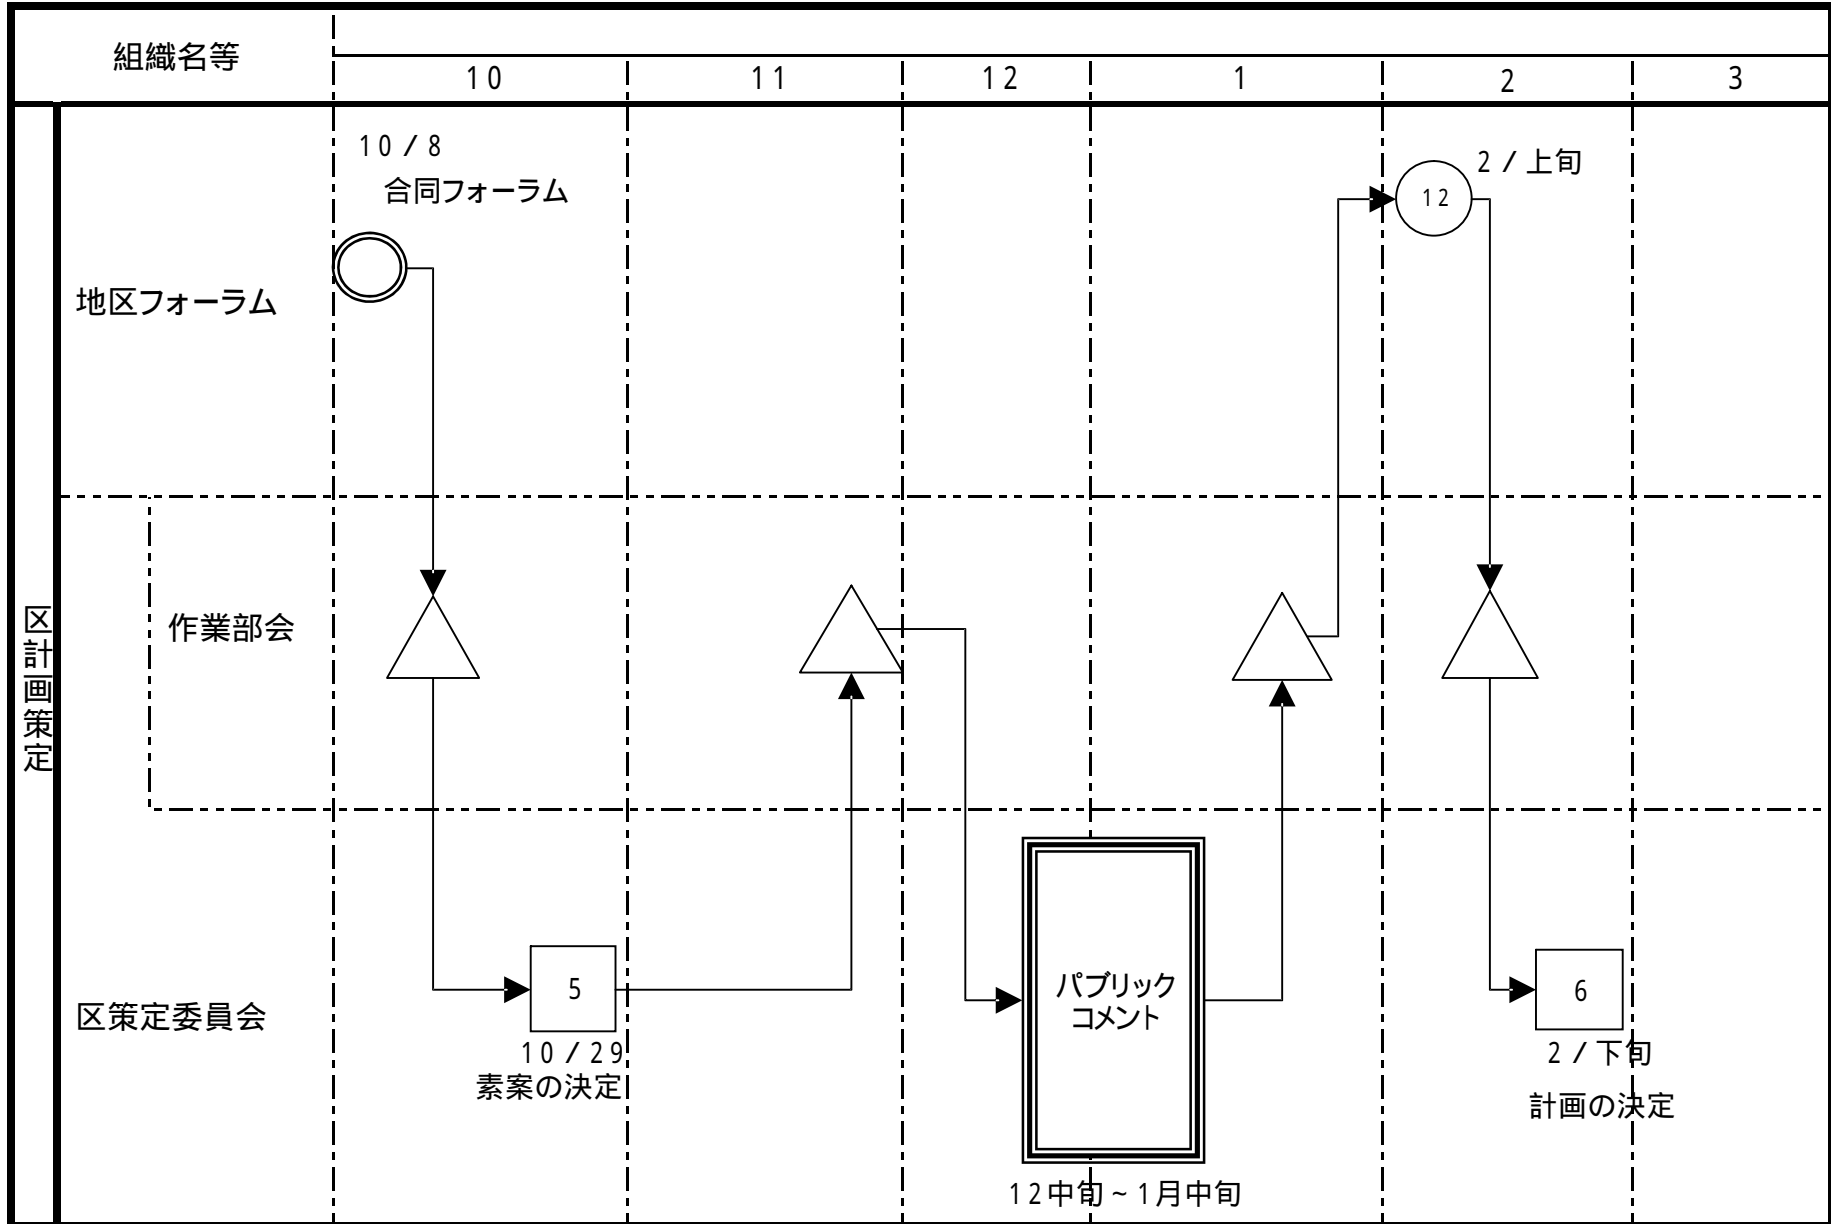 組織名等
10
11
12
1
2
3
10/8
合同フォーラム
2/上旬
12
地区フォーラム
区計画策定
作業部会
5
パブリック
コメント
6
区策定委員会
10/29
素案の決定
2/下旬
計画の決定
12中旬~1月中旬